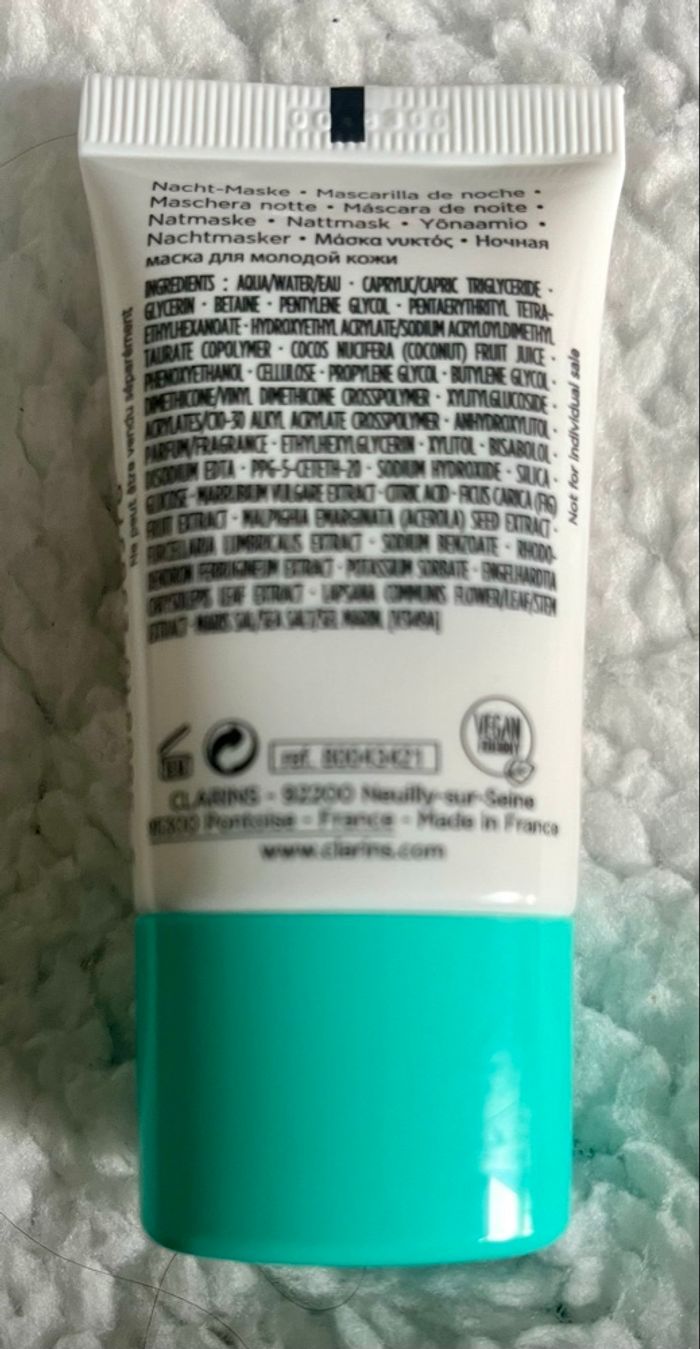 Nacht-Maske • Mascarilla de noche •
Maschera notte • Máscara de noite •
Natmaske • Nattmask • Yönaamio •
Nachtmasker • Μάσκα νυκτός • Ночная
маска для молодой кожи
INGREDIENTS : AQUA/WATER/EAU · CAPRYLIC/CAPRIC TRIGLYCERIDE ·
GLYCERIN · BETAINE · PENTYLENE GLYCOL · PENTAERYTHRITYL TETRA-
ETHYLHEXANOATE · HYDROXYETHYL ACRYLATE/SODIUM ACRYLOYLDIMETHYL
TAURATE COPOLYMER · COCOS NUCIFERA (COCONUT) FRUIT JUICE ·
PHENOXYETHANOL · CELLULOSE · PROPYLENE GLYCOL · BUTYLENE GLYCOL ·
DIMETHICONE/VINYL DIMETHICONE CROSSPOLYMER · XYLITYLGLUCOSIDE ·
ACRYLATES/C10-30 ALKYL ACRYLATE CROSSPOLYMER · ANHYDROXYLITOL ·
PARFUM/FRAGRANCE · ETHYLHEXYLGLYCERIN · XYLITOL · BISABOLOL ·
DISODIUM EDTA · PPG-5-CETETH-20 · SODIUM HYDROXIDE · SILICA ·
GLUCOSE · MARRUBIUM VULGARE EXTRACT · CITRIC ACID · FICUS CARICA (FIG)
FRUIT EXTRACT · MALPIGHIA EMARGINATA (ACEROLA) SEED EXTRACT ·
FURCELLARIA LUMBRICALIS EXTRACT · SODIUM BENZOATE · RHODO-
DENDRON FERRUGINEUM EXTRACT · POTASSIUM SORBATE · ENGELHARDTIA
CHRYSOLEPIS LEAF EXTRACT · LAPSANA COMMUNIS FLOWER/LEAF/STEM
EXTRACT · MARIS SAL/SEA SALT/SEL MARIN
Ne peut être vendu séparément
Not for individual sale
VEGAN
FRIENDLY
ref. 80043421
CLARINS - 92200 Neuilly-sur-Seine
95300 Pontoise - France - Made in France
www.clarins.com